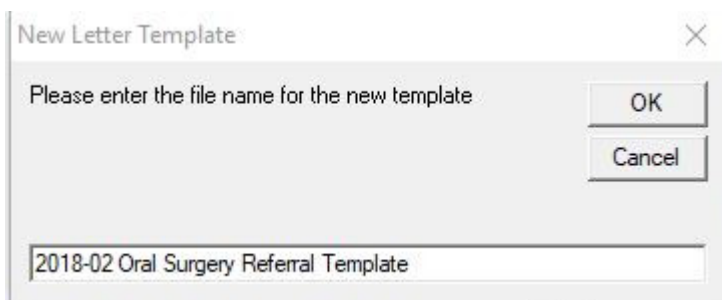 New Letter Template
Please enter the file name for the new template
OK
Cancel
2018-02 Oral Surgery Referral Template